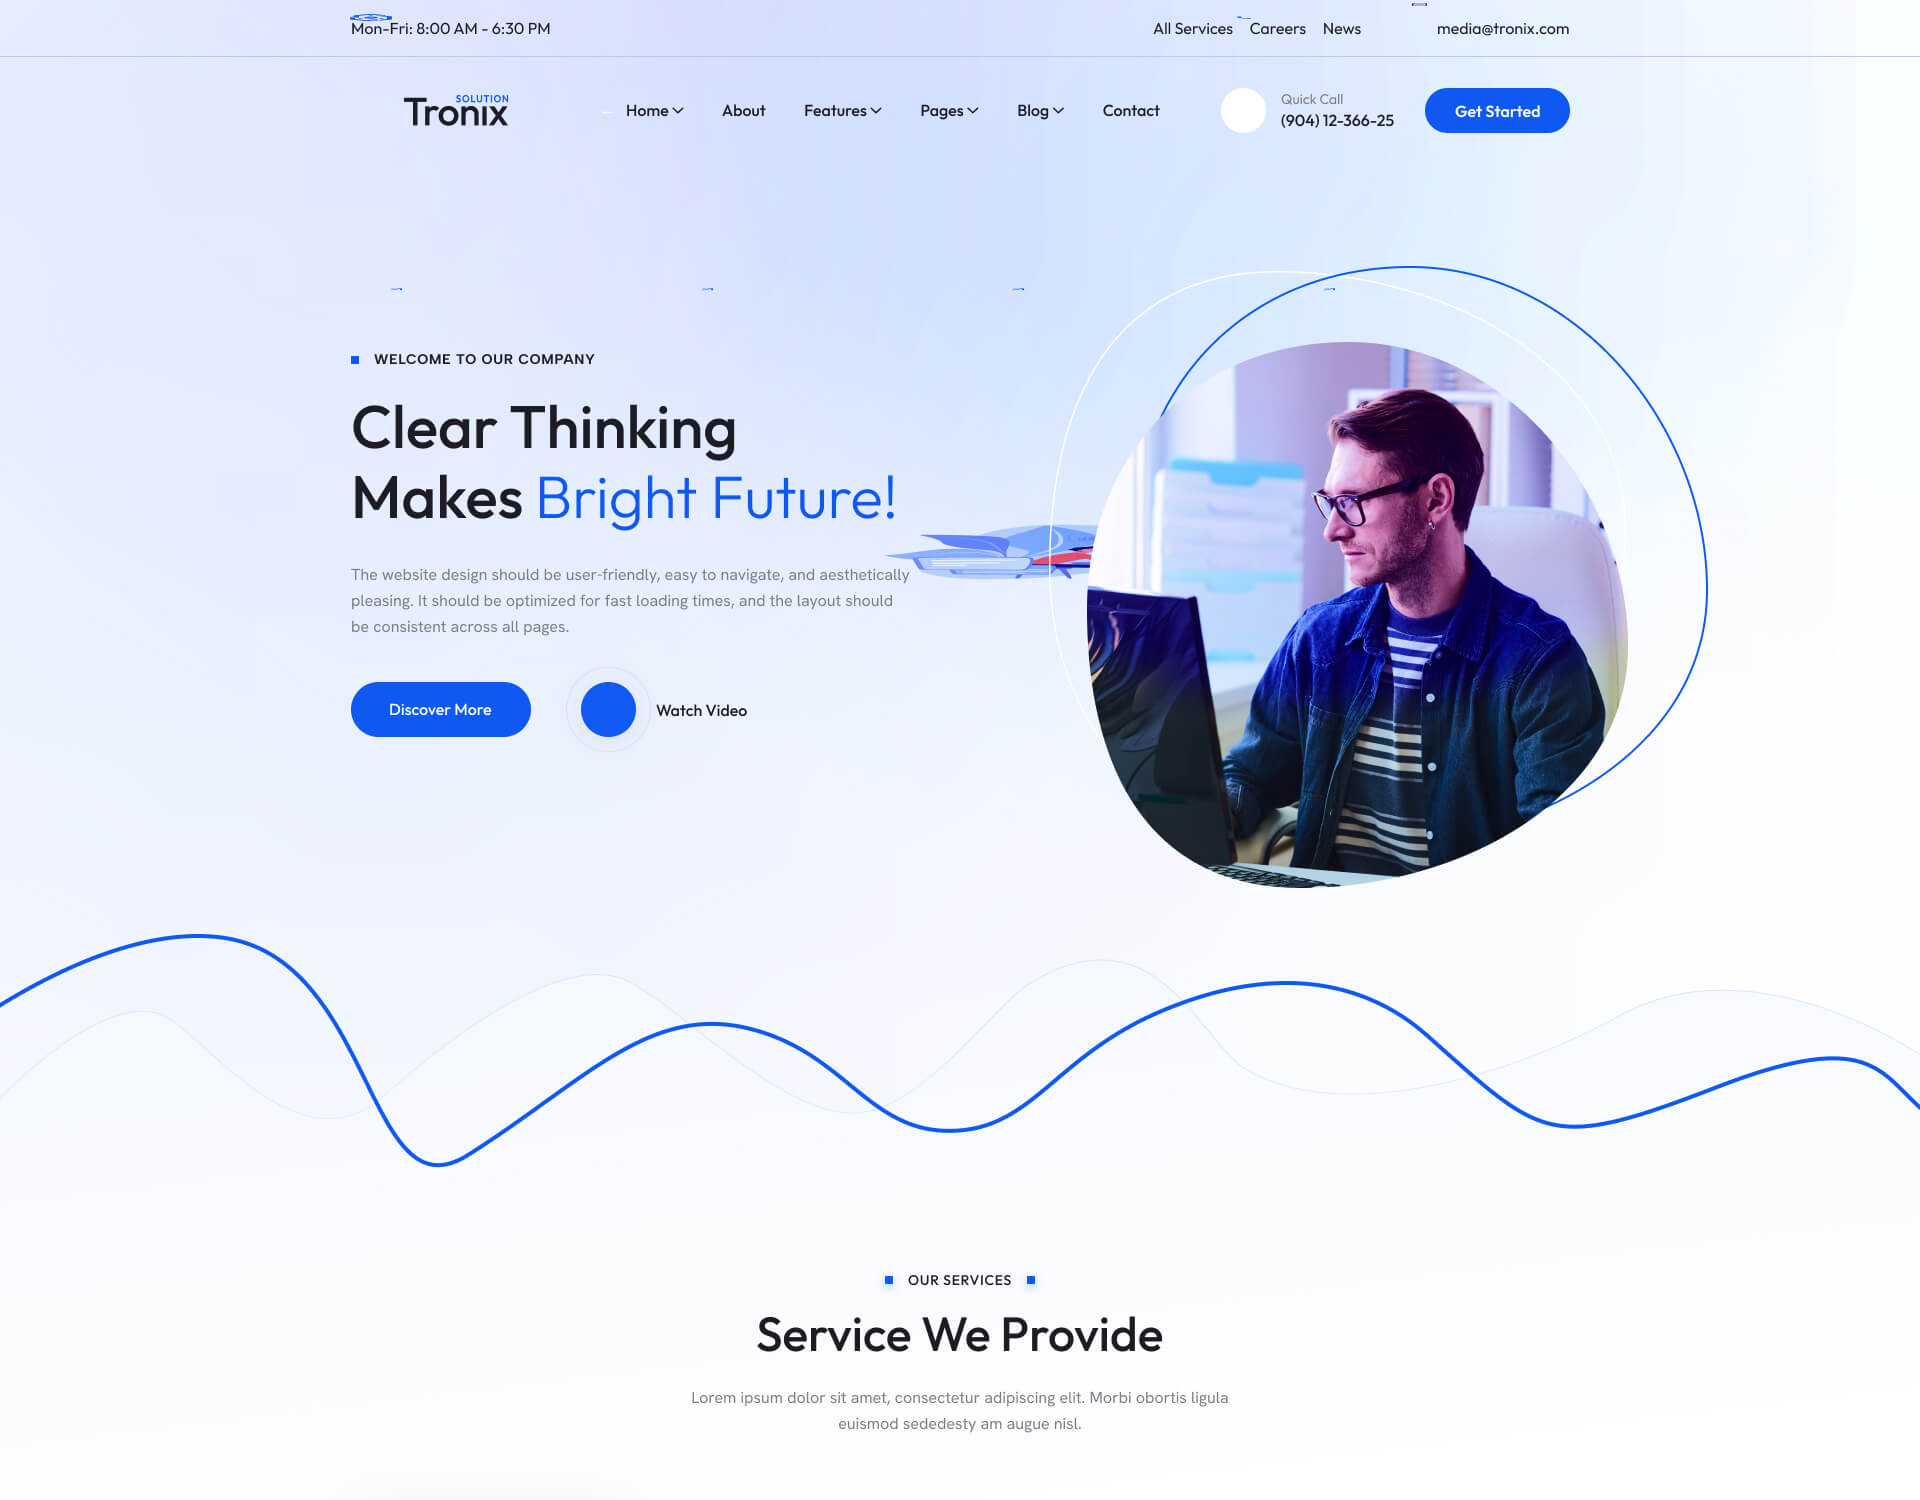 Mon-Fri: 8:00 AM - 6:30 PM
All Services Careers News
media@tronix.com
SOLUTION
Tronix
Home About Features Pages Blog Contact
Quick Call
(904) 12-366-25
Get Started
WELCOME TO OUR COMPANY
Clear Thinking
Makes Bright Future!
The website design should be user-friendly, easy to navigate, and aesthetically
pleasing. It should be optimized for fast loading times, and the layout should
be consistent across all pages.
Discover More
Watch Video
OUR SERVICES
Service We Provide
Lorem ipsum dolor sit amet, consectetur adipiscing elit. Morbi obortis ligula
euismod sededesty am augue nisl.